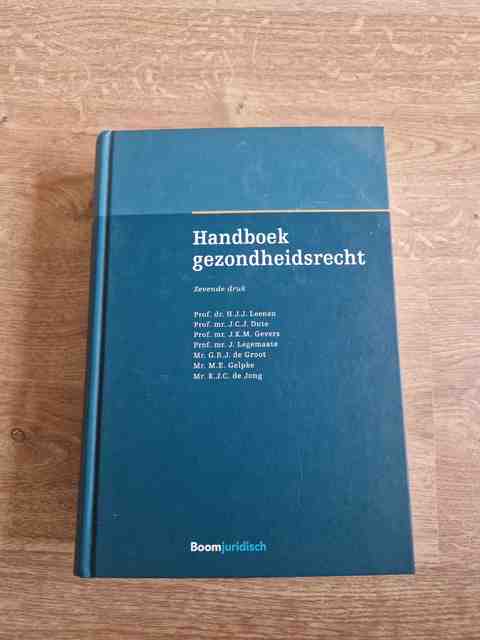 Handboek
gezondheidsrecht
Zevende druk
Prof. dr. H.J.J. Leenen
Prof. mr. J.C.J. Dute
Prof. mr. J.K.M. Gevers
Prof. mr. J. Legemaate
Mr. G.R.J. de Groot
Mr. M.E. Gelpke
Mr. E.J.C. de Jong
Boomjuridisch